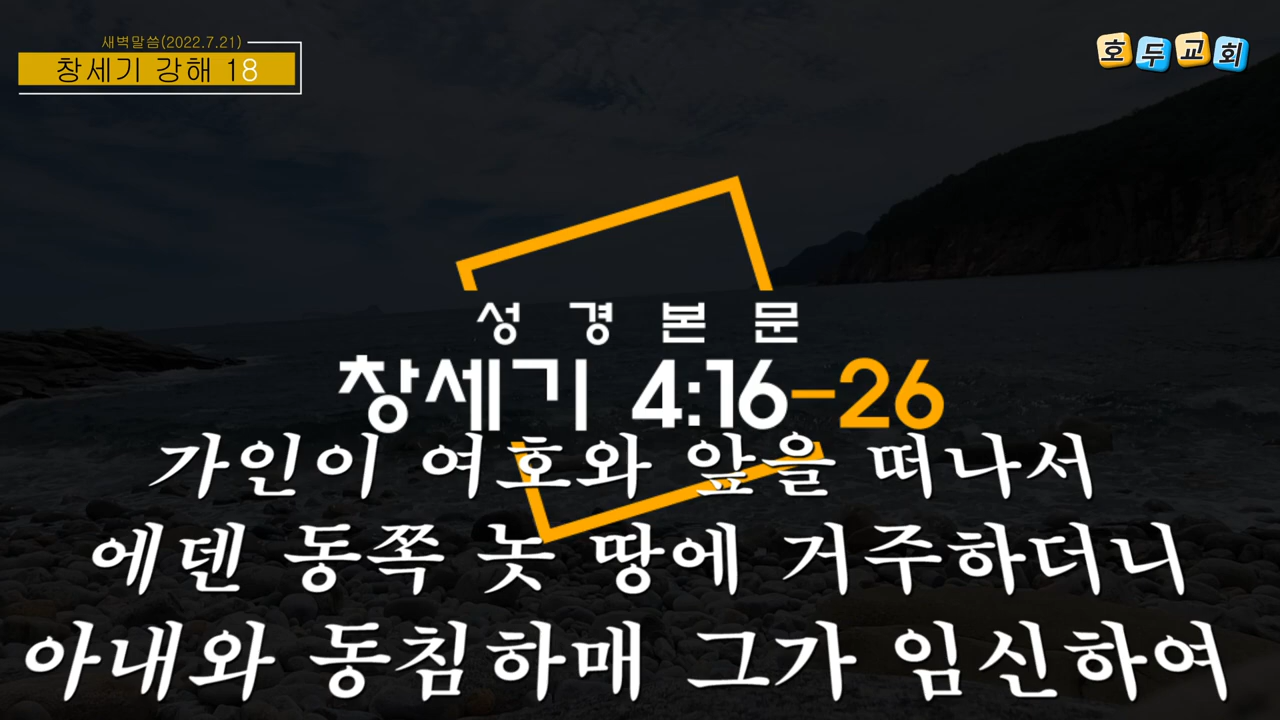 새벽말씀(2022.7.21)
창세기 강해 18
호두교회
성경본문
창세기 4:16-26
가인이 여호와 앞을 떠나서
에덴 동쪽 놋 땅에 거주하더니
아내와 동침하매 그가 임신하여